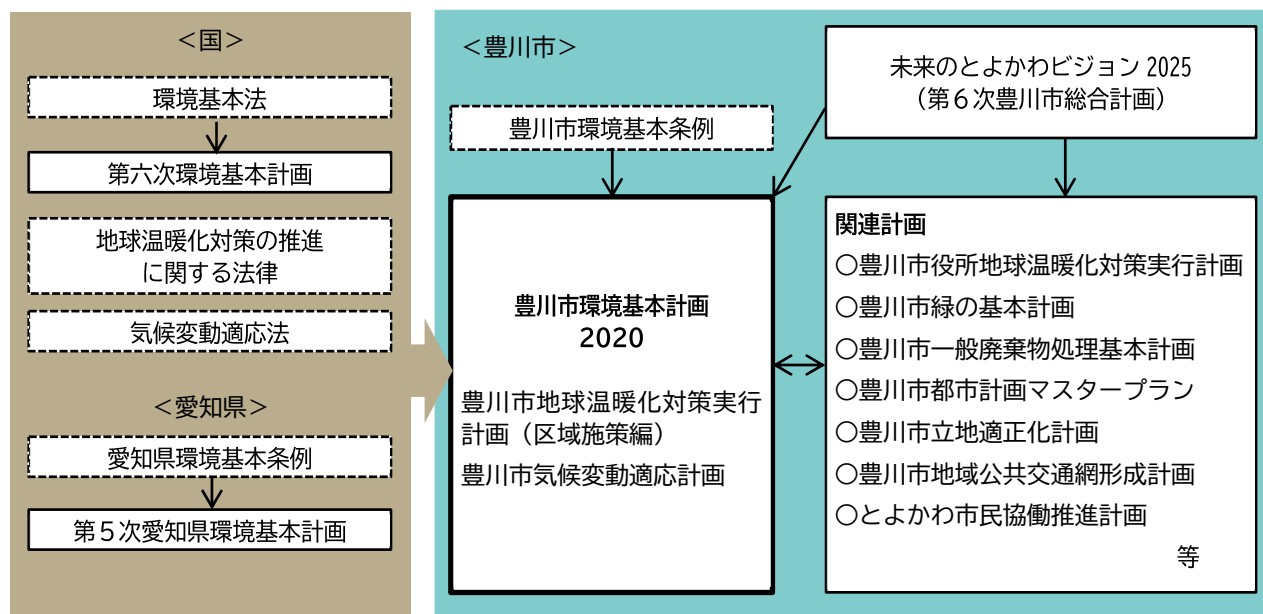 ＜国＞
環境基本法
第六次環境基本計画
地球温暖化対策の推進
に関する法律
気候変動適応法
＜愛知県＞
愛知県環境基本条例
第５次愛知県環境基本計画
＜豊川市＞
豊川市環境基本条例
未来のとよかわビジョン 2025
（第６次豊川市総合計画）
豊川市環境基本計画
2020
豊川市地球温暖化対策実行
計画（区域施策編）
豊川市気候変動適応計画
関連計画
○豊川市役所地球温暖化対策実行計画
○豊川市緑の基本計画
○豊川市一般廃棄物処理基本計画
○豊川市都市計画マスタープラン
○豊川市立地適正化計画
○豊川市地域公共交通網形成計画
○とよかわ市民協働推進計画
等